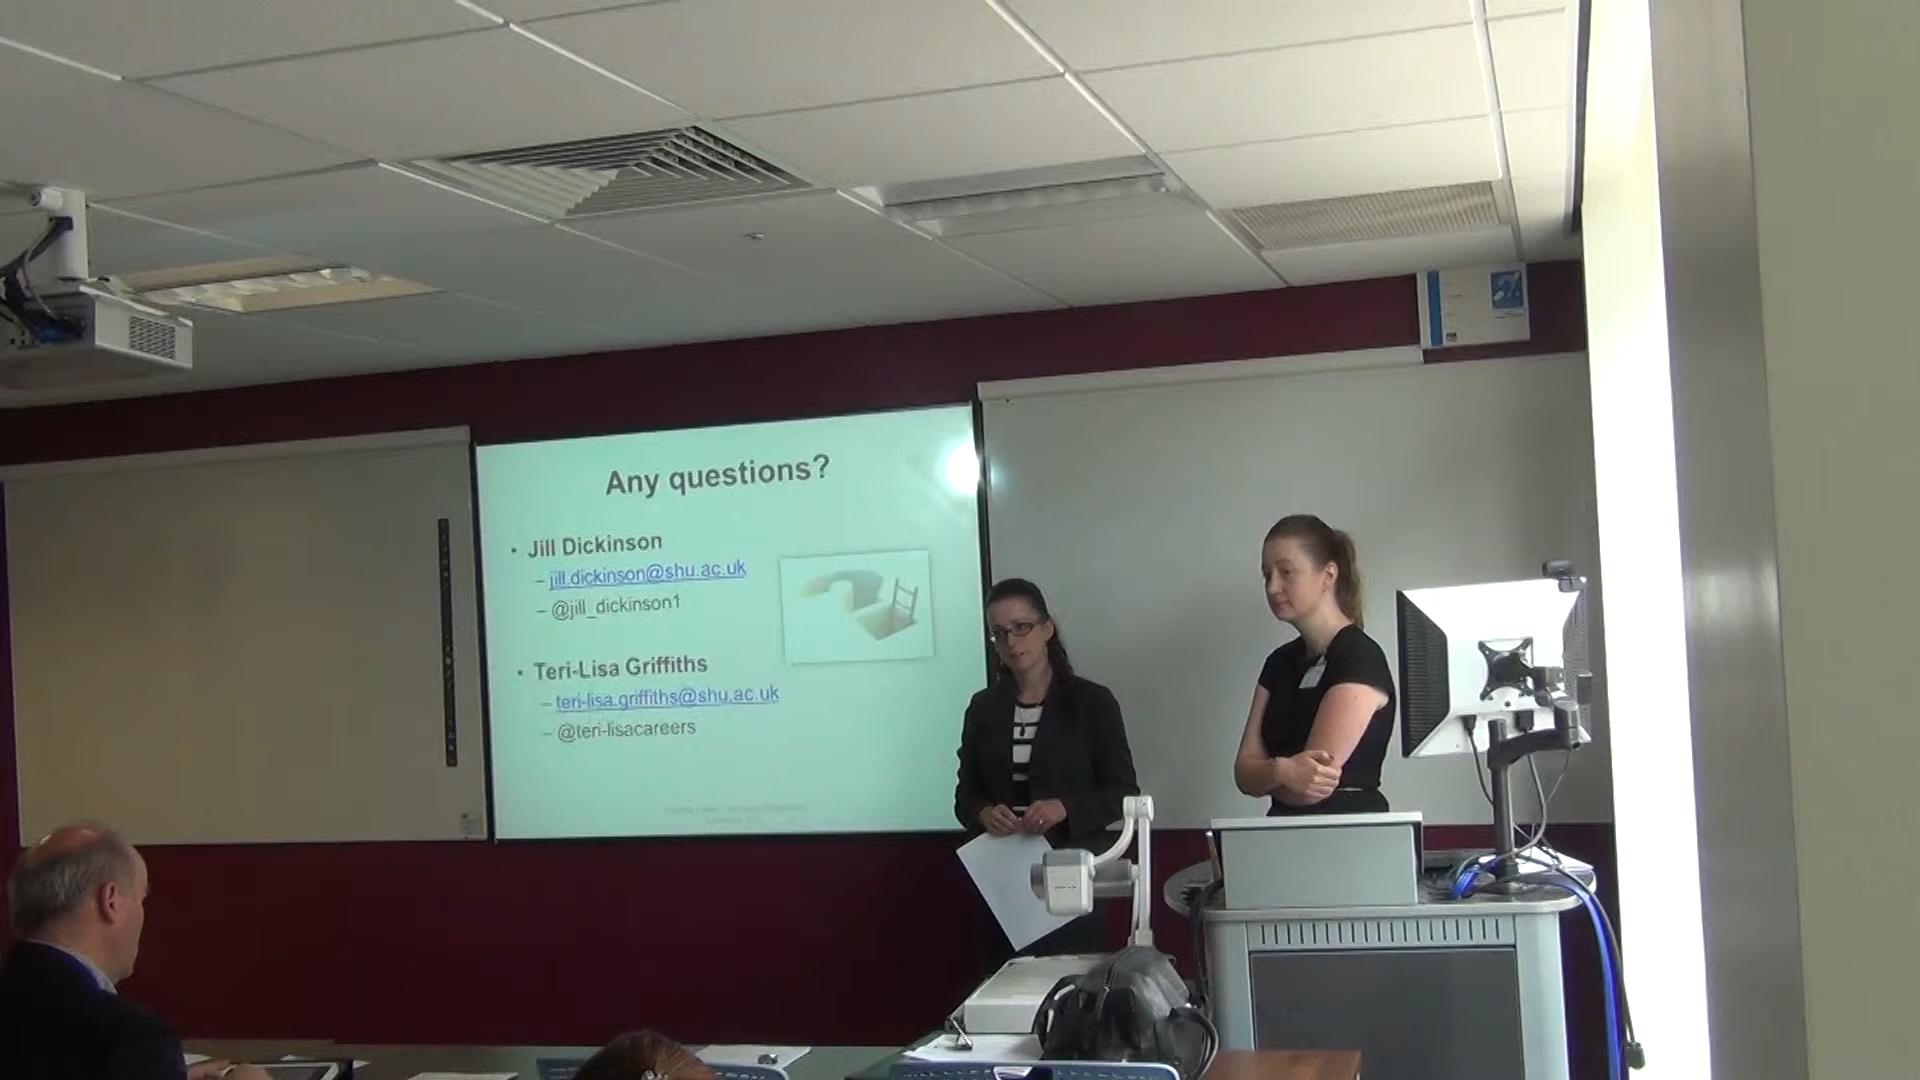 Any questions?
• Jill Dickinson
– jill.dickinson@shu.ac.uk
– @jill_dickinson1
• Teri-Lisa Griffiths
– teri-lisa.griffiths@shu.ac.uk
– @teri-lisacareers